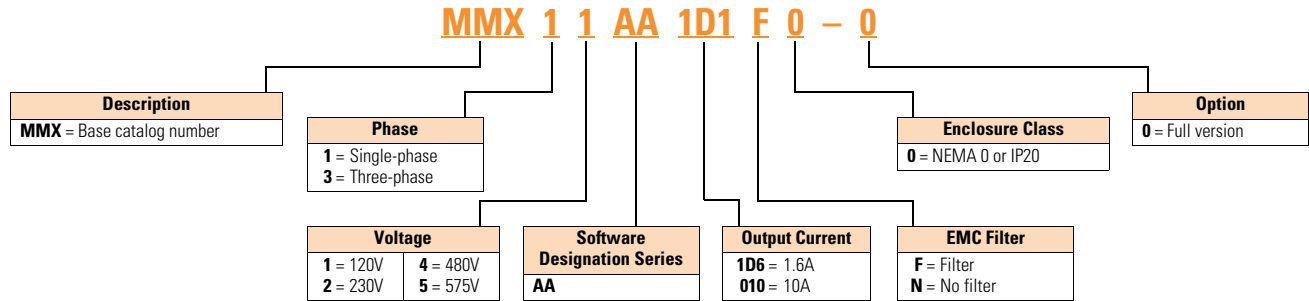 MMX 1 1 AA 1D1 F 0 – 0
Description
MMX = Base catalog number
Phase
1 = Single-phase
3 = Three-phase
Enclosure Class
0 = NEMA 0 or IP20
Option
0 = Full version
Voltage
1 = 120V 4 = 480V
2 = 230V 5 = 575V
Software
Designation Series
AA
Output Current
1D6 = 1.6A
010 = 10A
EMC Filter
F = Filter
N = No filter